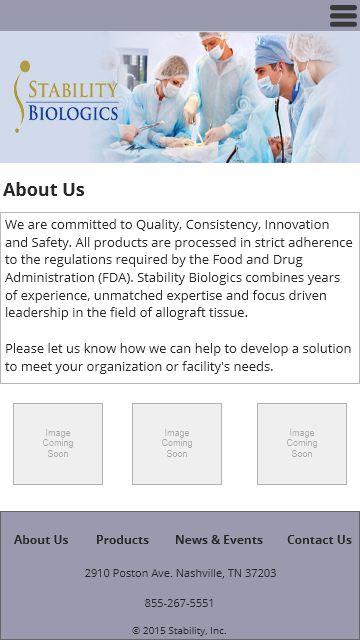 STABILITY
BIOLOGICS
About Us
We are committed to Quality, Consistency, Innovation
and Safety. All products are processed in strict adherence
to the regulations required by the Food and Drug
Administration (FDA). Stability Biologics combines years
of experience, unmatched expertise and focus driven
leadership in the field of allograft tissue.
Please let us know how we can help to develop a solution
to meet your organization or facility's needs.
Image
Coming
Soon
Image
Coming
Soon
Image
Coming
Soon
About Us Products News & Events Contact Us
2910 Poston Ave. Nashville, TN 37203
855-267-5551
© 2015 Stability, Inc.